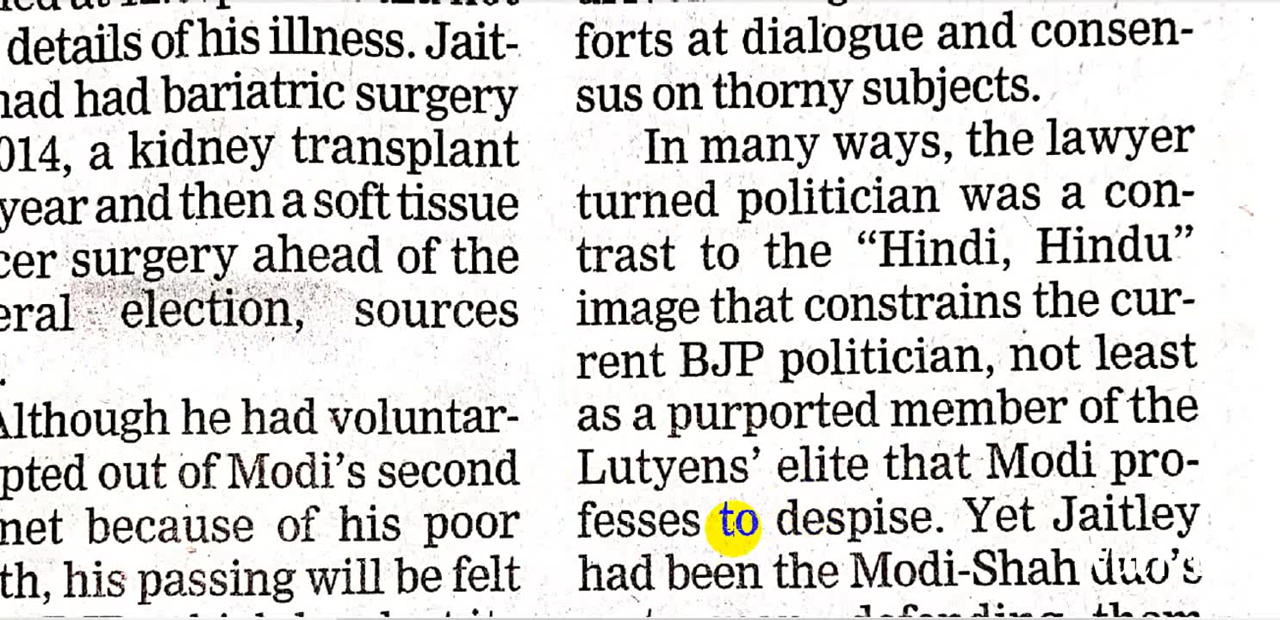 details of his illness. Jait-
had had bariatric surgery
014, a kidney transplant
year and then a soft tissue
cer surgery ahead of the
eral election, sources
.
Although he had voluntar-
pted out of Modi's second
net because of his poor
th, his passing will be felt
forts at dialogue and consen-
sus on thorny subjects.
In many ways, the lawyer
turned politician was a con-
trast to the “Hindi, Hindu”
image that constrains the cur-
rent BJP politician, not least
as a purported member of the
Lutyens' elite that Modi pro-
fesses to despise. Yet Jaitley
had been the Modi-Shah duo's
defending them